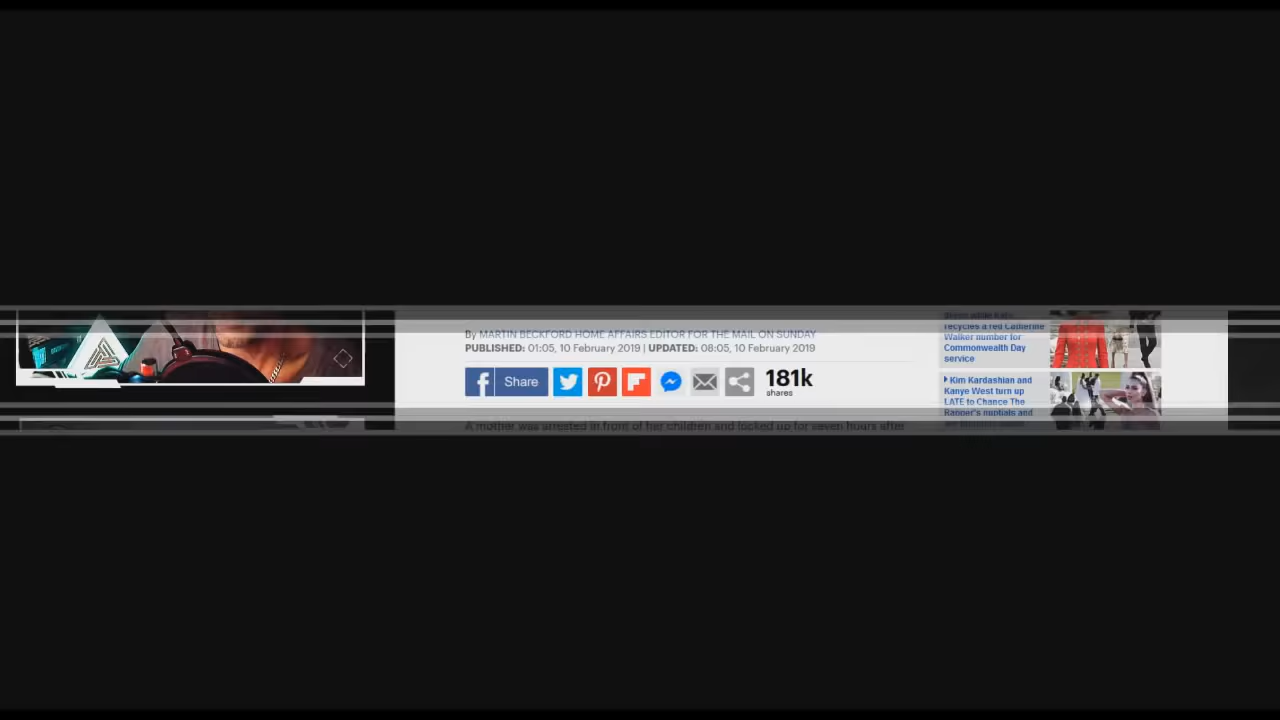 By MARTIN BECKFORD HOME AFFAIRS EDITOR FOR THE MAIL ON SUNDAY
PUBLISHED: 01:05, 10 February 2019 | UPDATED: 08:05, 10 February 2019
f Share
181k
shares
A mother was arrested in front of her children and locked up for seven hours after
recycles a red Catherine
Walker number for
Commonwealth Day
service
Kim Kardashian and
Kanye West turn up
LATE to Chance The
Rapper's nuptials and